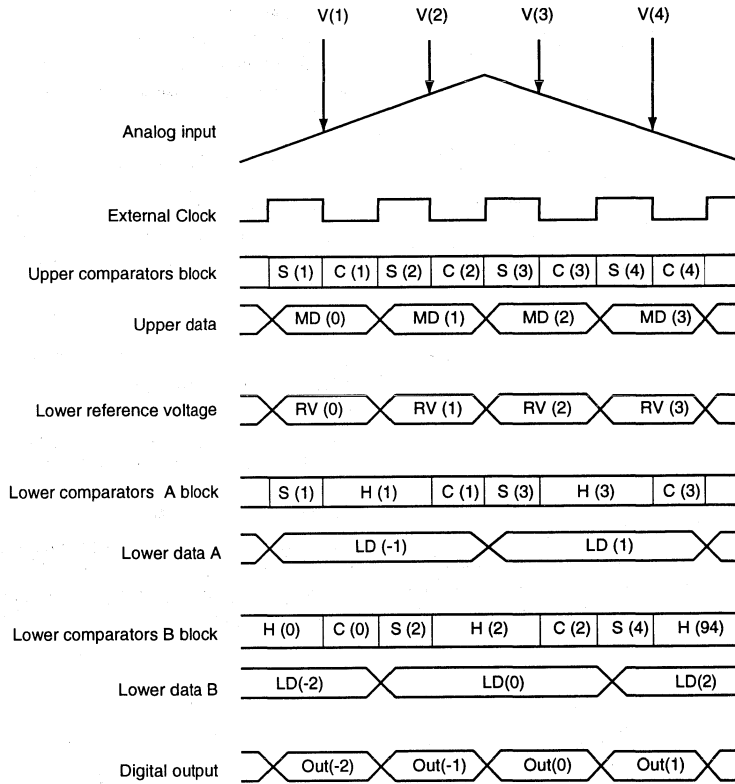 V(1) V(2) V(3) V(4)
Analog input
External Clock
Upper comparators block S (1) C (1) S (2) C (2) S (3) C (3) S (4) C (4)
Upper data MD (0) MD (1) MD (2) MD (3)
Lower reference voltage RV (0) RV (1) RV (2) RV (3)
Lower comparators A block S (1) H (1) C (1) S (3) H (3) C (3)
Lower data A LD (-1) LD (1)
Lower comparators B block H (0) C (0) S (2) H (2) C (2) S (4) H (94)
Lower data B LD(-2) LD(0) LD(2)
Digital output Out(-2) Out(-1) Out(0) Out(1)